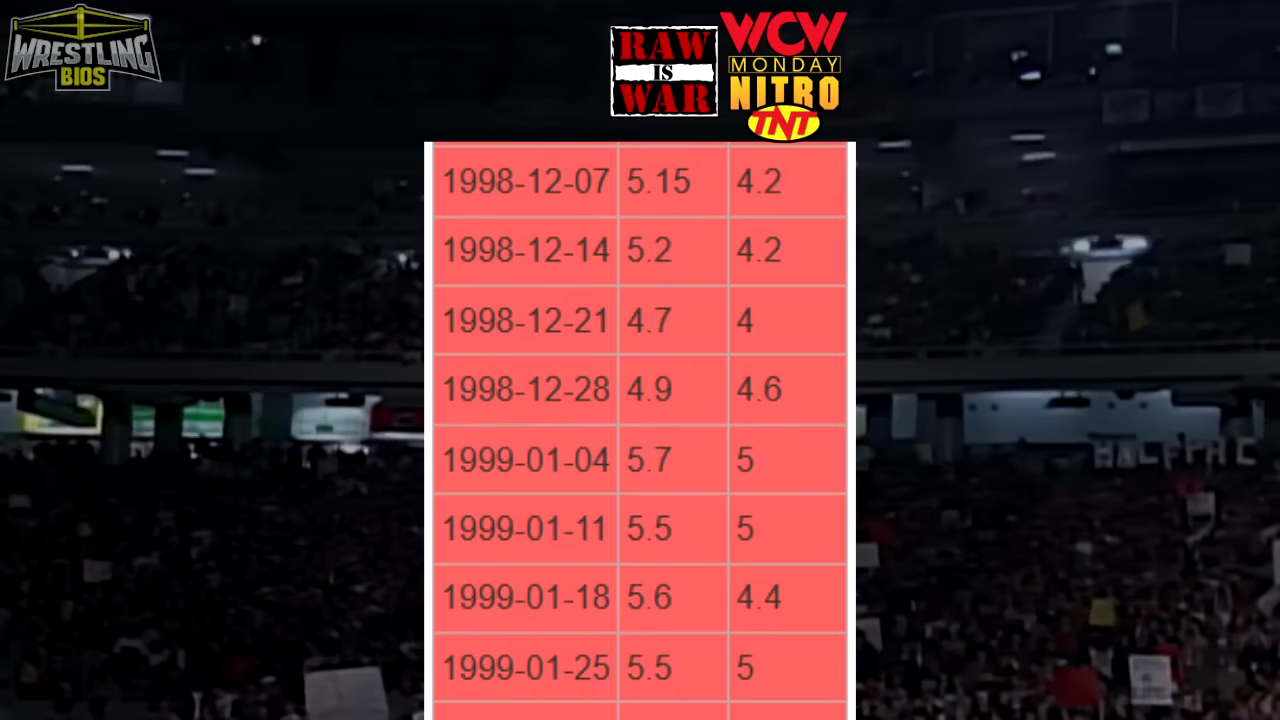 WRESTLING
BIOS
RAW
IS
WAR
WCW
MONDAY
NITRO
TNT
1998-12-07 5.15 4.2
1998-12-14 5.2 4.2
1998-12-21 4.7 4
1998-12-28 4.9 4.6
1999-01-04 5.7 5
1999-01-11 5.5 5
1999-01-18 5.6 4.4
1999-01-25 5.5 5